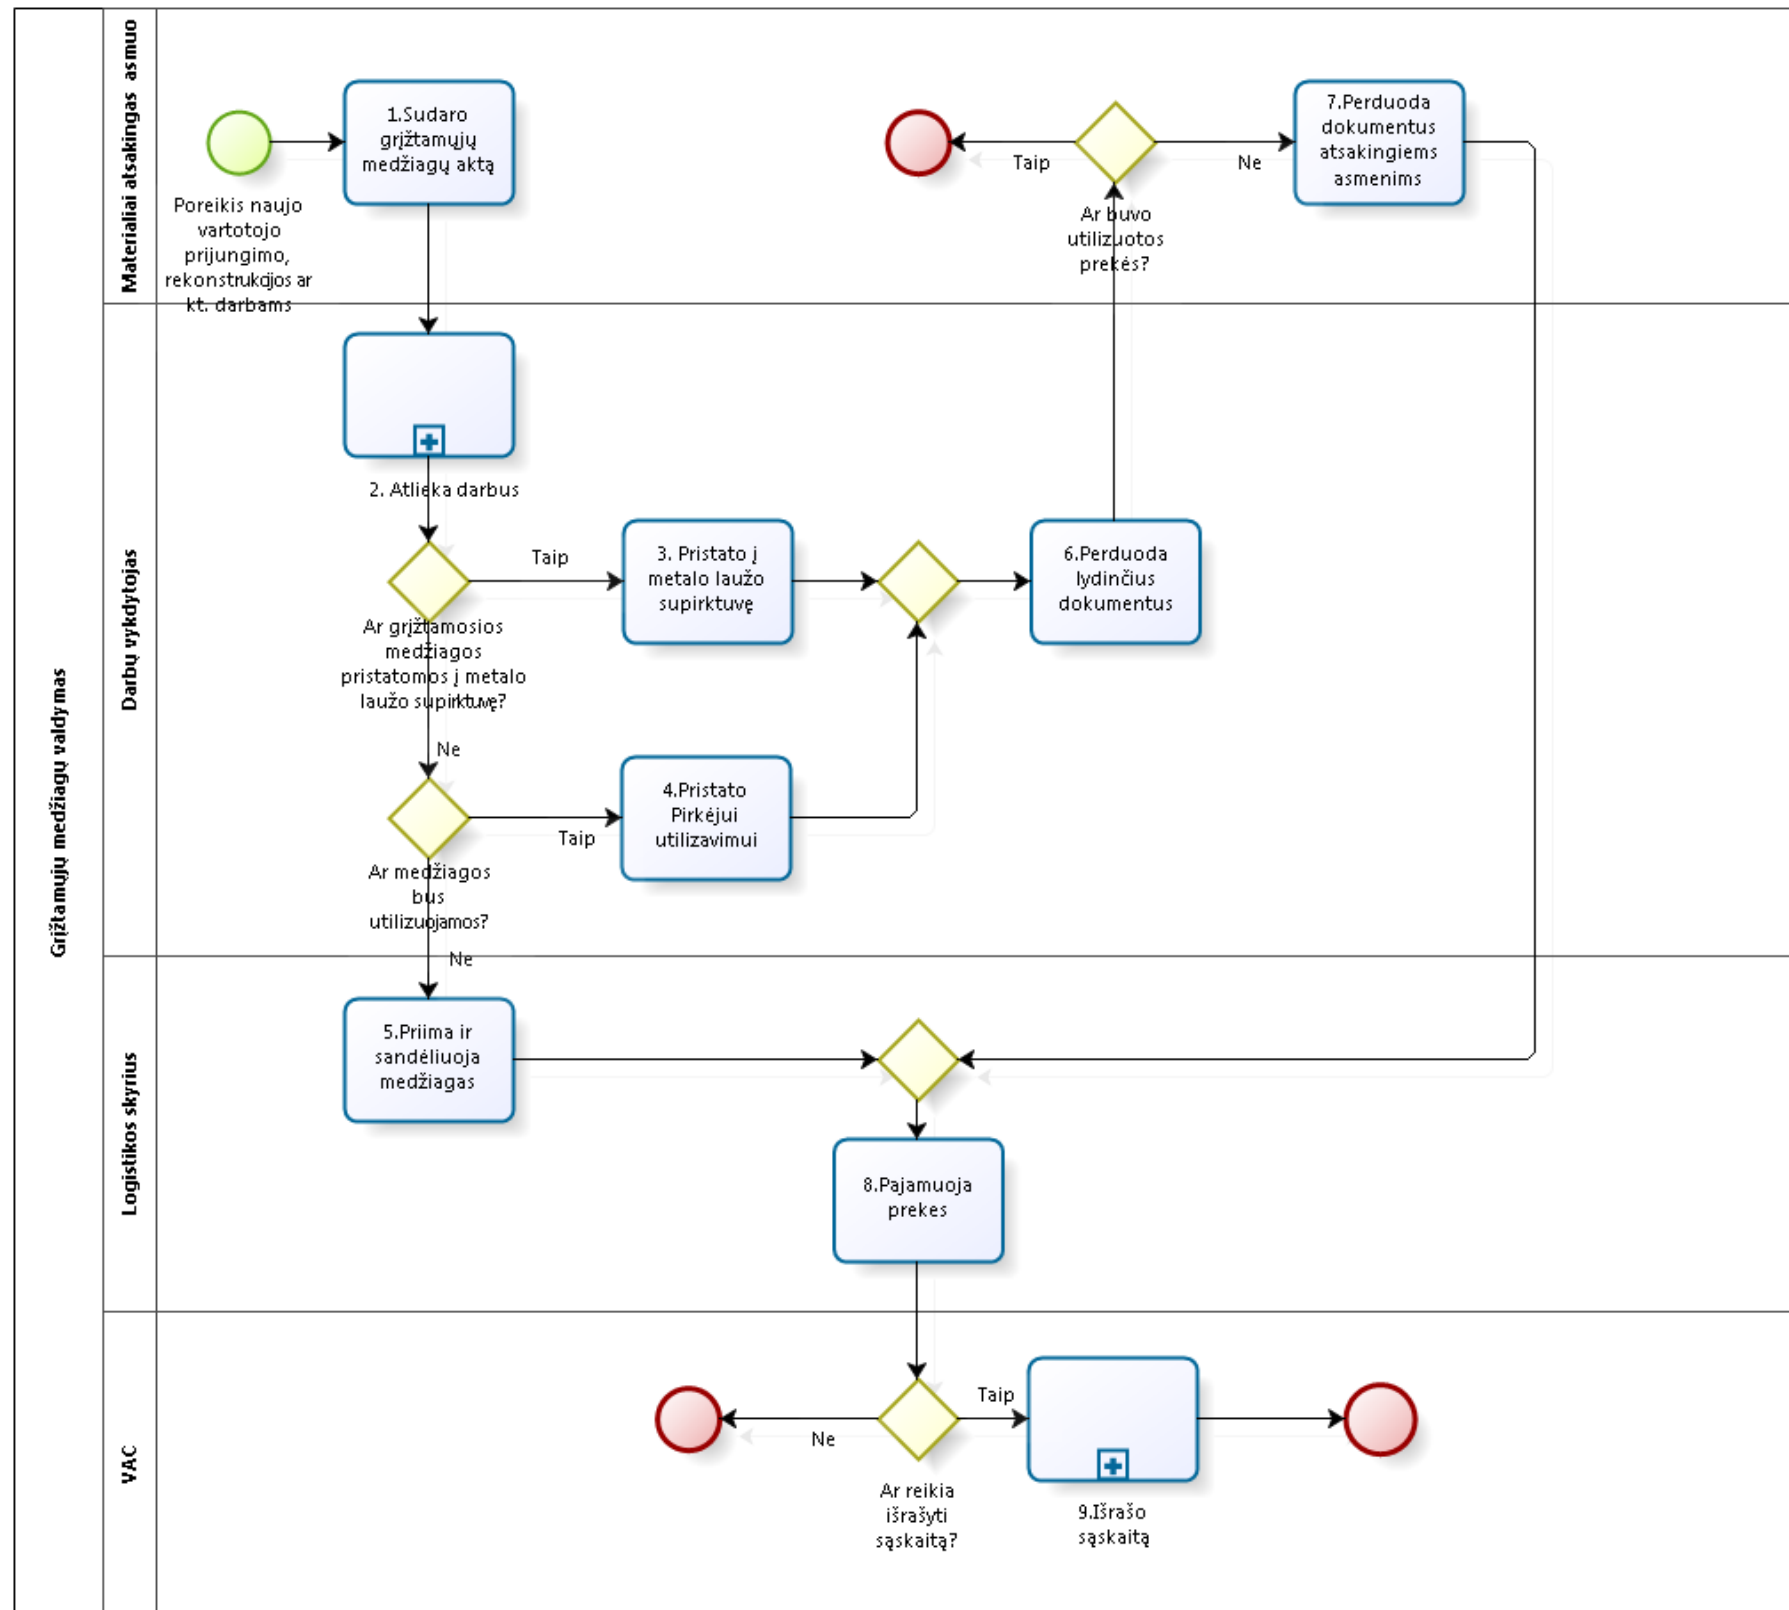 Grįžtamųjų medžiagų valdymas
Materialiai atsakingas asmuo
Poreikis naujo
vartotojo
prijungimo,
rekonstrukcijos ar
kt. darbams
1.Sudaro
grįžtamųjų
medžiagų aktą
Taip
Ne
Ar buvo
utilizuotos
prekės?
7.Perduoda
dokumentus
atsakingiems
asmenims
Darbų vykdytojas
2. Atlieka darbus
Taip
Ar grįžtamosios
medžiagos
pristatomos į metalo
laužo supirktuvę?
3. Pristato į
metalo laužo
supirktuvę
6.Perduoda
lydinčius
dokumentus
Ne
Taip
4.Pristato
Pirkėjui
utilizavimui
Ar medžiagos
bus
utilizuojamos?
Ne
Logistikos skyrius
5.Priima ir
sandėliuoja
medžiagas
8.Pajamuoja
prekes
VAC
Ne
Taip
Ar reikia
išrašyti
sąskaitą?
9.Išrašo
sąskaitą